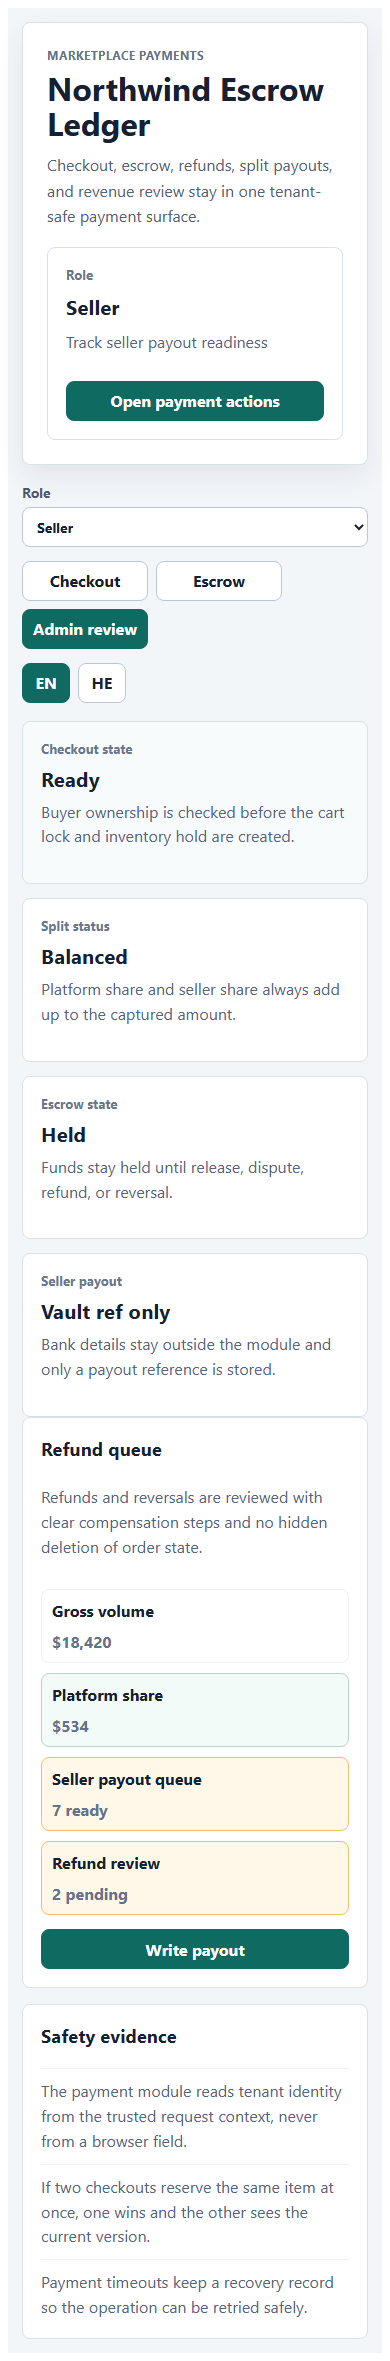 MARKETPLACE PAYMENTS
Northwind Escrow
Ledger
Checkout, escrow, refunds, split payouts,
and revenue review stay in one tenant-
safe payment surface.
Role
Seller
Track seller payout readiness
Open payment actions
Role
Seller
Checkout
Escrow
Admin review
EN
HE
Checkout state
Ready
Buyer ownership is checked before the cart
lock and inventory hold are created.
Split status
Balanced
Platform share and seller share always add
up to the captured amount.
Escrow state
Held
Funds stay held until release, dispute,
refund, or reversal.
Seller payout
Vault ref only
Bank details stay outside the module and
only a payout reference is stored.
Refund queue
Refunds and reversals are reviewed with
clear compensation steps and no hidden
deletion of order state.
Gross volume
$18,420
Platform share
$534
Seller payout queue
7 ready
Refund review
2 pending
Write payout
Safety evidence
The payment module reads tenant identity
from the trusted request context, never
from a browser field.
If two checkouts reserve the same item at
once, one wins and the other sees the
current version.
Payment timeouts keep a recovery record
so the operation can be retried safely.